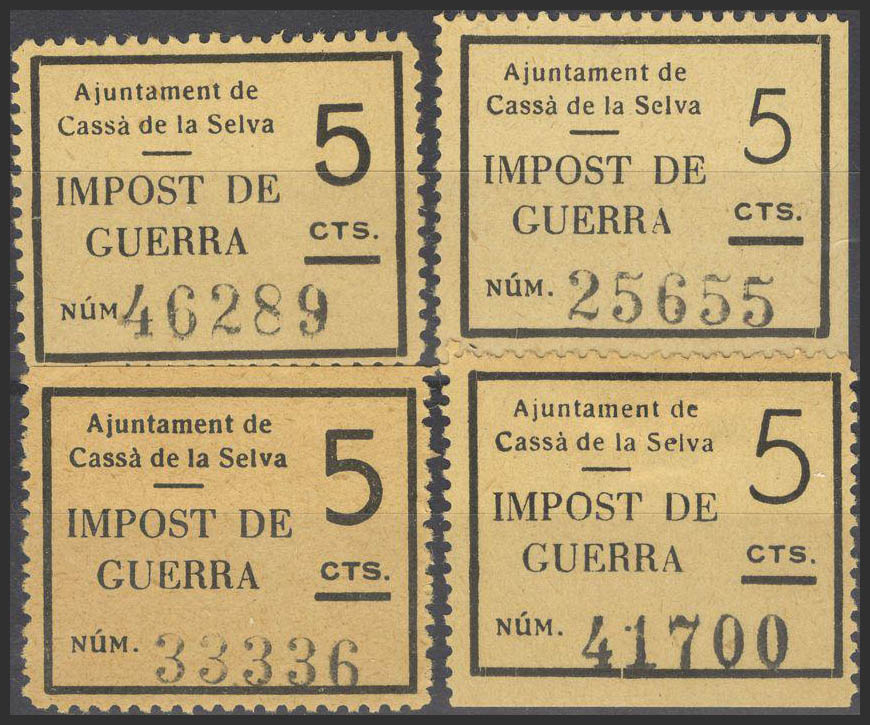 Ajuntament de
Cassà de la Selva
5
IMPOST DE
GUERRA
CTS.
NÚM 46289
Ajuntament de
Cassà de la Selva
5
IMPOST DE
GUERRA
CTS.
NÚM. 25655
Ajuntament de
Cassà de la Selva
5
IMPOST DE
GUERRA
CTS.
NÚM. 33336
Ajuntament de
Cassà de la Selva
5
IMPOST DE
GUERRA
CTS.
NÚM. 41700